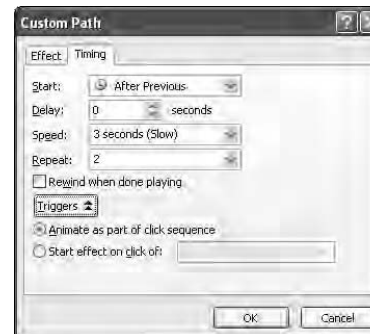 Custom Path
Effect Timing
Start: After Previous
Delay: 0 seconds
Speed: 3 seconds (Slow)
Repeat: 2
Rewind when done playing
Triggers
Animate as part of click sequence
Start effect on click of:
OK Cancel